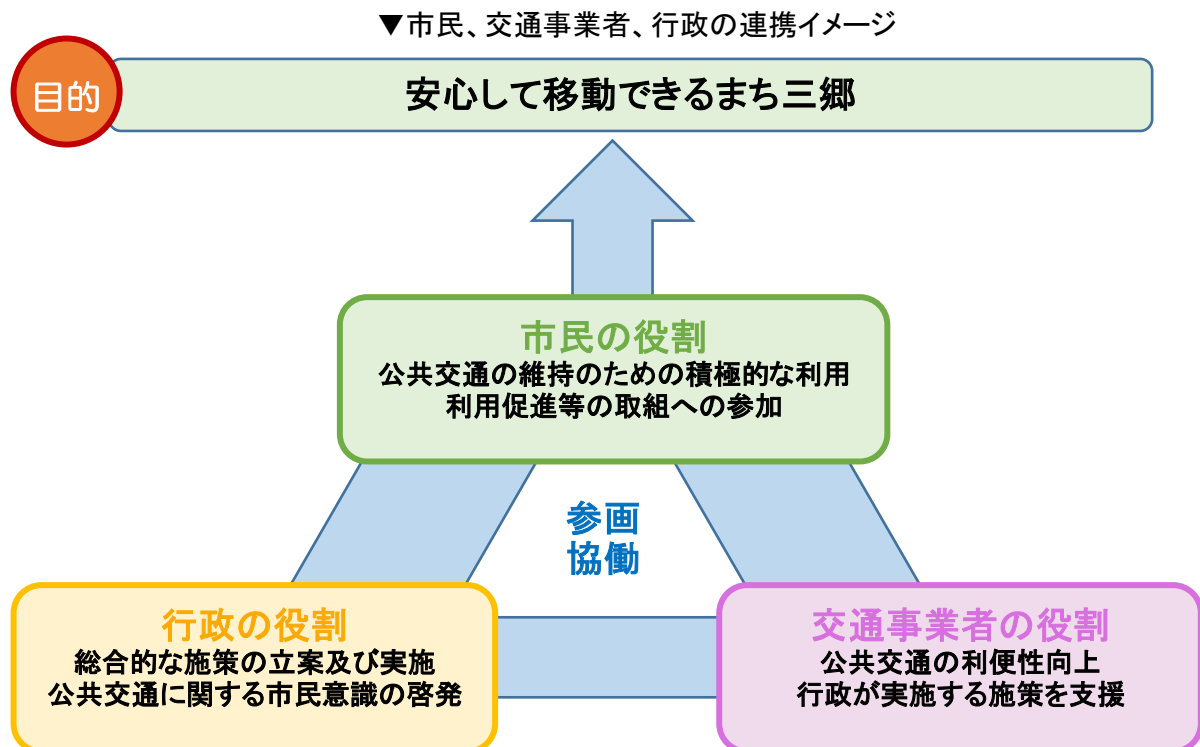 ▼市民、交通事業者、行政の連携イメージ
目的
安心して移動できるまち三郷
市民の役割
公共交通の維持のための積極的な利用
利用促進等の取組への参加
参画
協働
行政の役割
総合的な施策の立案及び実施
公共交通に関する市民意識の啓発
交通事業者の役割
公共交通の利便性向上
行政が実施する施策を支援